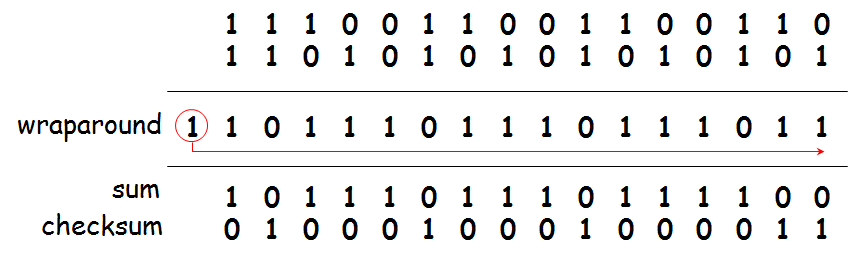 1 1 1 0 0 1 1 0 0 1 1 0 0 1 1 0
1 1 0 1 0 1 0 1 0 1 0 1 0 1 0 1
wraparound 1 1 0 1 1 1 0 1 1 1 0 1 1 1 0 1 1
sum 1 0 1 1 1 0 1 1 1 0 1 1 1 1 0 0
checksum 0 1 0 0 0 1 0 0 0 1 0 0 0 0 1 1